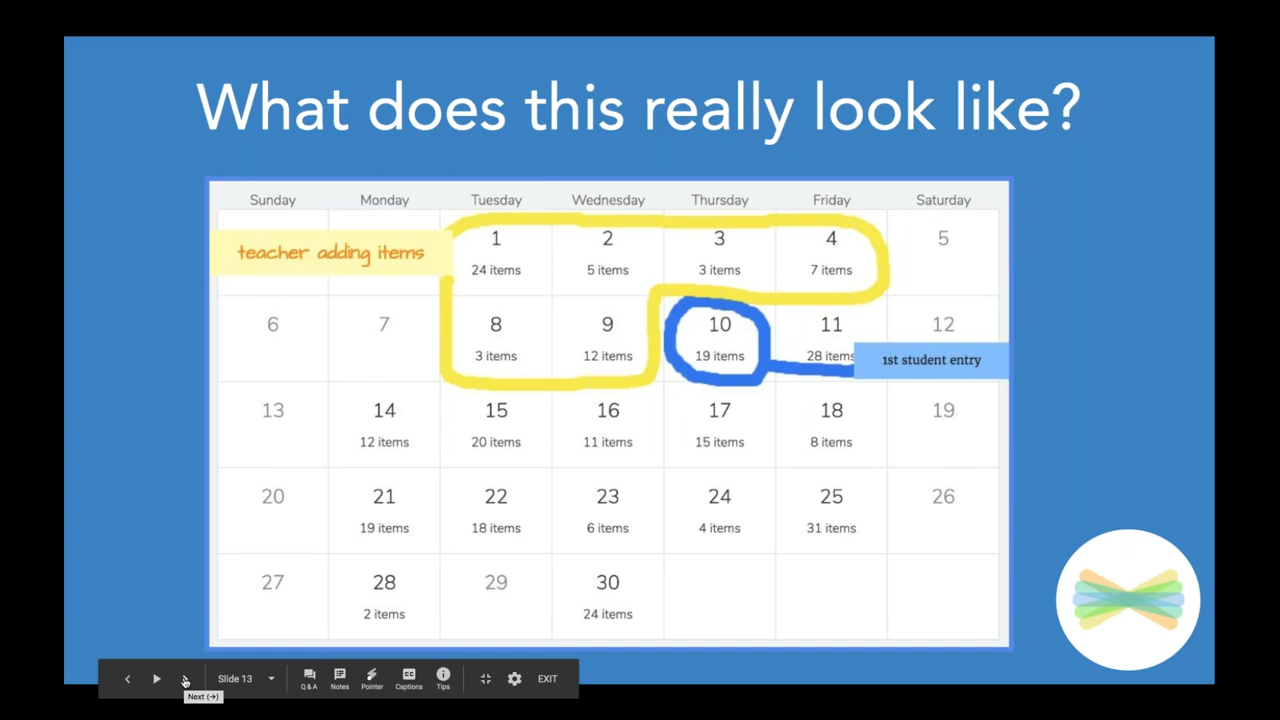 What does this really look like?
Sunday Monday Tuesday Wednesday Thursday Friday Saturday
teacher adding items
1 2 3 4 5
24 items 5 items 3 items 7 items
6 7 8 9 10 11 12
3 items 12 items 19 items 28 items
1st student entry
13 14 15 16 17 18 19
12 items 20 items 11 items 15 items 8 items
20 21 22 23 24 25 26
19 items 18 items 6 items 4 items 31 items
27 28 29 30
2 items 24 items
Slide 13 Q & A Notes Pointer CC Captions Tips EXIT
Next (→)